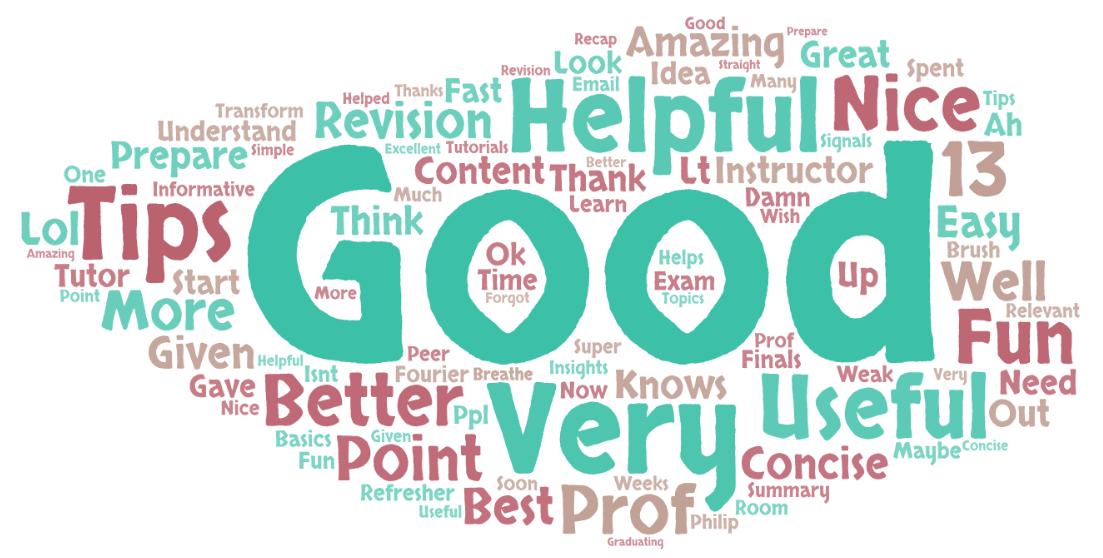 Good
Prepare
Recap
Amazing
Great
Look
Straight
Revision
Idea
Many
Spent
Email
Thanks
Fast
Helpful
Nice
Tips
Helped
Transform
Revision
Ah
Understand
Signals
Excellent
Tutorials
Simple
Prepare
Better
13
Content
Thank
Lt
Instructor
One
Informative
Much
Learn
Damn
Wish
Tips
Think
Good
Easy
Lol
Amazing
Ok
Time
Forgot
Helps
Exam
Topics
Up
Brush
Tutor
Start
Well
Point
More
More
Relevant
Fun
Given
Peer
Super
Prof
Finals
Helpful
Isnt
Fourier
Breathe
Insights
Weak
Very
Need
Gave
Nice
Better
Ppl
Very
Now
Knows
Useful
Out
Basics
Given
Fun
Point
Concise
Maybe
Concise
Refresher
Useful
Best
Soon
Prof
Weeks
Summary
Room
Philip
Graduating